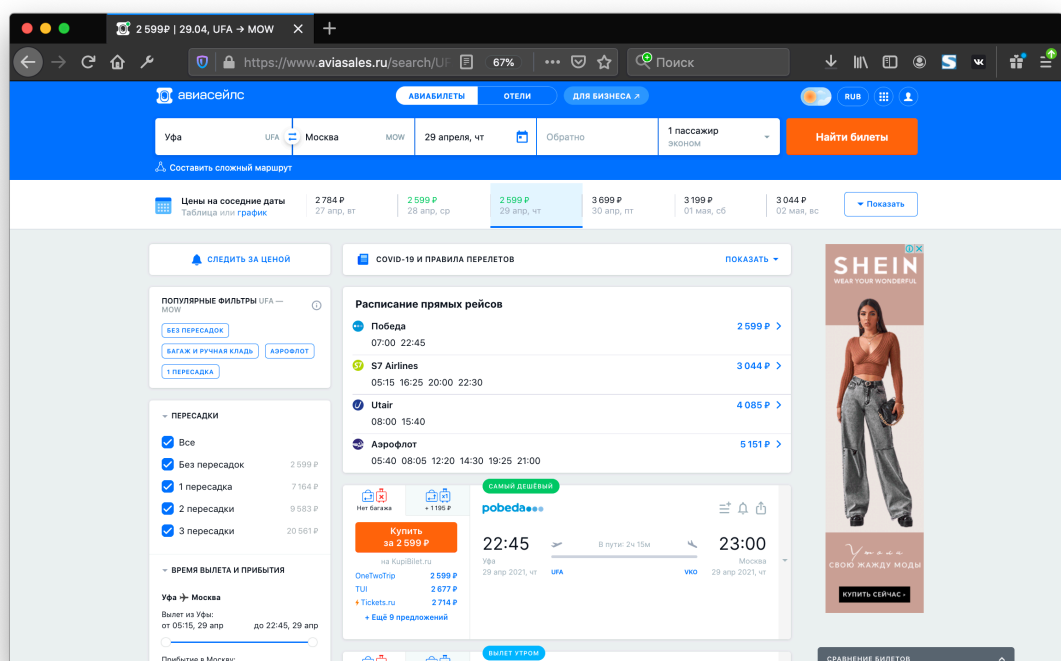 2 599₽ | 29.04, UFA → MOW
https://www.aviasales.ru/search/UF
67%
Поиск
авиасейлс
АВИАБИЛЕТЫ
ОТЕЛИ
ДЛЯ БИЗНЕСА ↗
RUB
Уфа UFA
Москва MOW
29 апреля, чт
Обратно
1 пассажир
эконом
Найти билеты
Составить сложный маршрут
Цены на соседние даты
Таблица или график
2 784 ₽
27 апр, вт
2 599 ₽
28 апр, ср
2 599 ₽
29 апр, чт
3 699 ₽
30 апр, пт
3 199 ₽
01 мая, сб
3 044 ₽
02 мая, вс
Показать
СЛЕДИТЬ ЗА ЦЕНОЙ
ПОПУЛЯРНЫЕ ФИЛЬТРЫ UFA —
MOW
БЕЗ ПЕРЕСАДОК
БАГАЖ И РУЧНАЯ КЛАДЬ
АЭРОФЛОТ
1 ПЕРЕСАДКА
ПЕРЕСАДКИ
Все
Без пересадок 2 599 ₽
1 пересадка 7 164 ₽
2 пересадки 9 583 ₽
3 пересадки 20 561 ₽
ВРЕМЯ ВЫЛЕТА И ПРИБЫТИЯ
Уфа Москва
Вылет из Уфы:
от 05:15, 29 апр до 22:45, 29 апр
Прибытие в Москву:
COVID-19 И ПРАВИЛА ПЕРЕЛЕТОВ
ПОКАЗАТЬ
Расписание прямых рейсов
Победа 2 599 ₽
07:00 22:45
S7 Airlines 3 044 ₽
05:15 16:25 20:00 22:30
Utair 4 085 ₽
08:00 15:40
Аэрофлот 5 151 ₽
05:40 08:05 12:20 14:30 19:25 21:00
Нет багажа
+ 1 195 ₽
Купить
за 2 599 ₽
на KupiBilet.ru
OneTwoTrip 2 599 ₽
TUI 2 677 ₽
Tickets.ru 2 714 ₽
+ Ещё 9 предложений
САМЫЙ ДЕШЁВЫЙ
pobeda
22:45
В пути: 2ч 15м
23:00
Уфа
Москва
29 апр 2021, чт
UFA
VKO
29 апр 2021, чт
ВЫЛЕТ УТРОМ
SHEIN
WEAR YOUR WONDERFUL
Утоли
СВОЮ ЖАЖДУ МОДЫ
КУПИТЬ СЕЙЧАС
СРАВНЕНИЕ БИЛЕТОВ